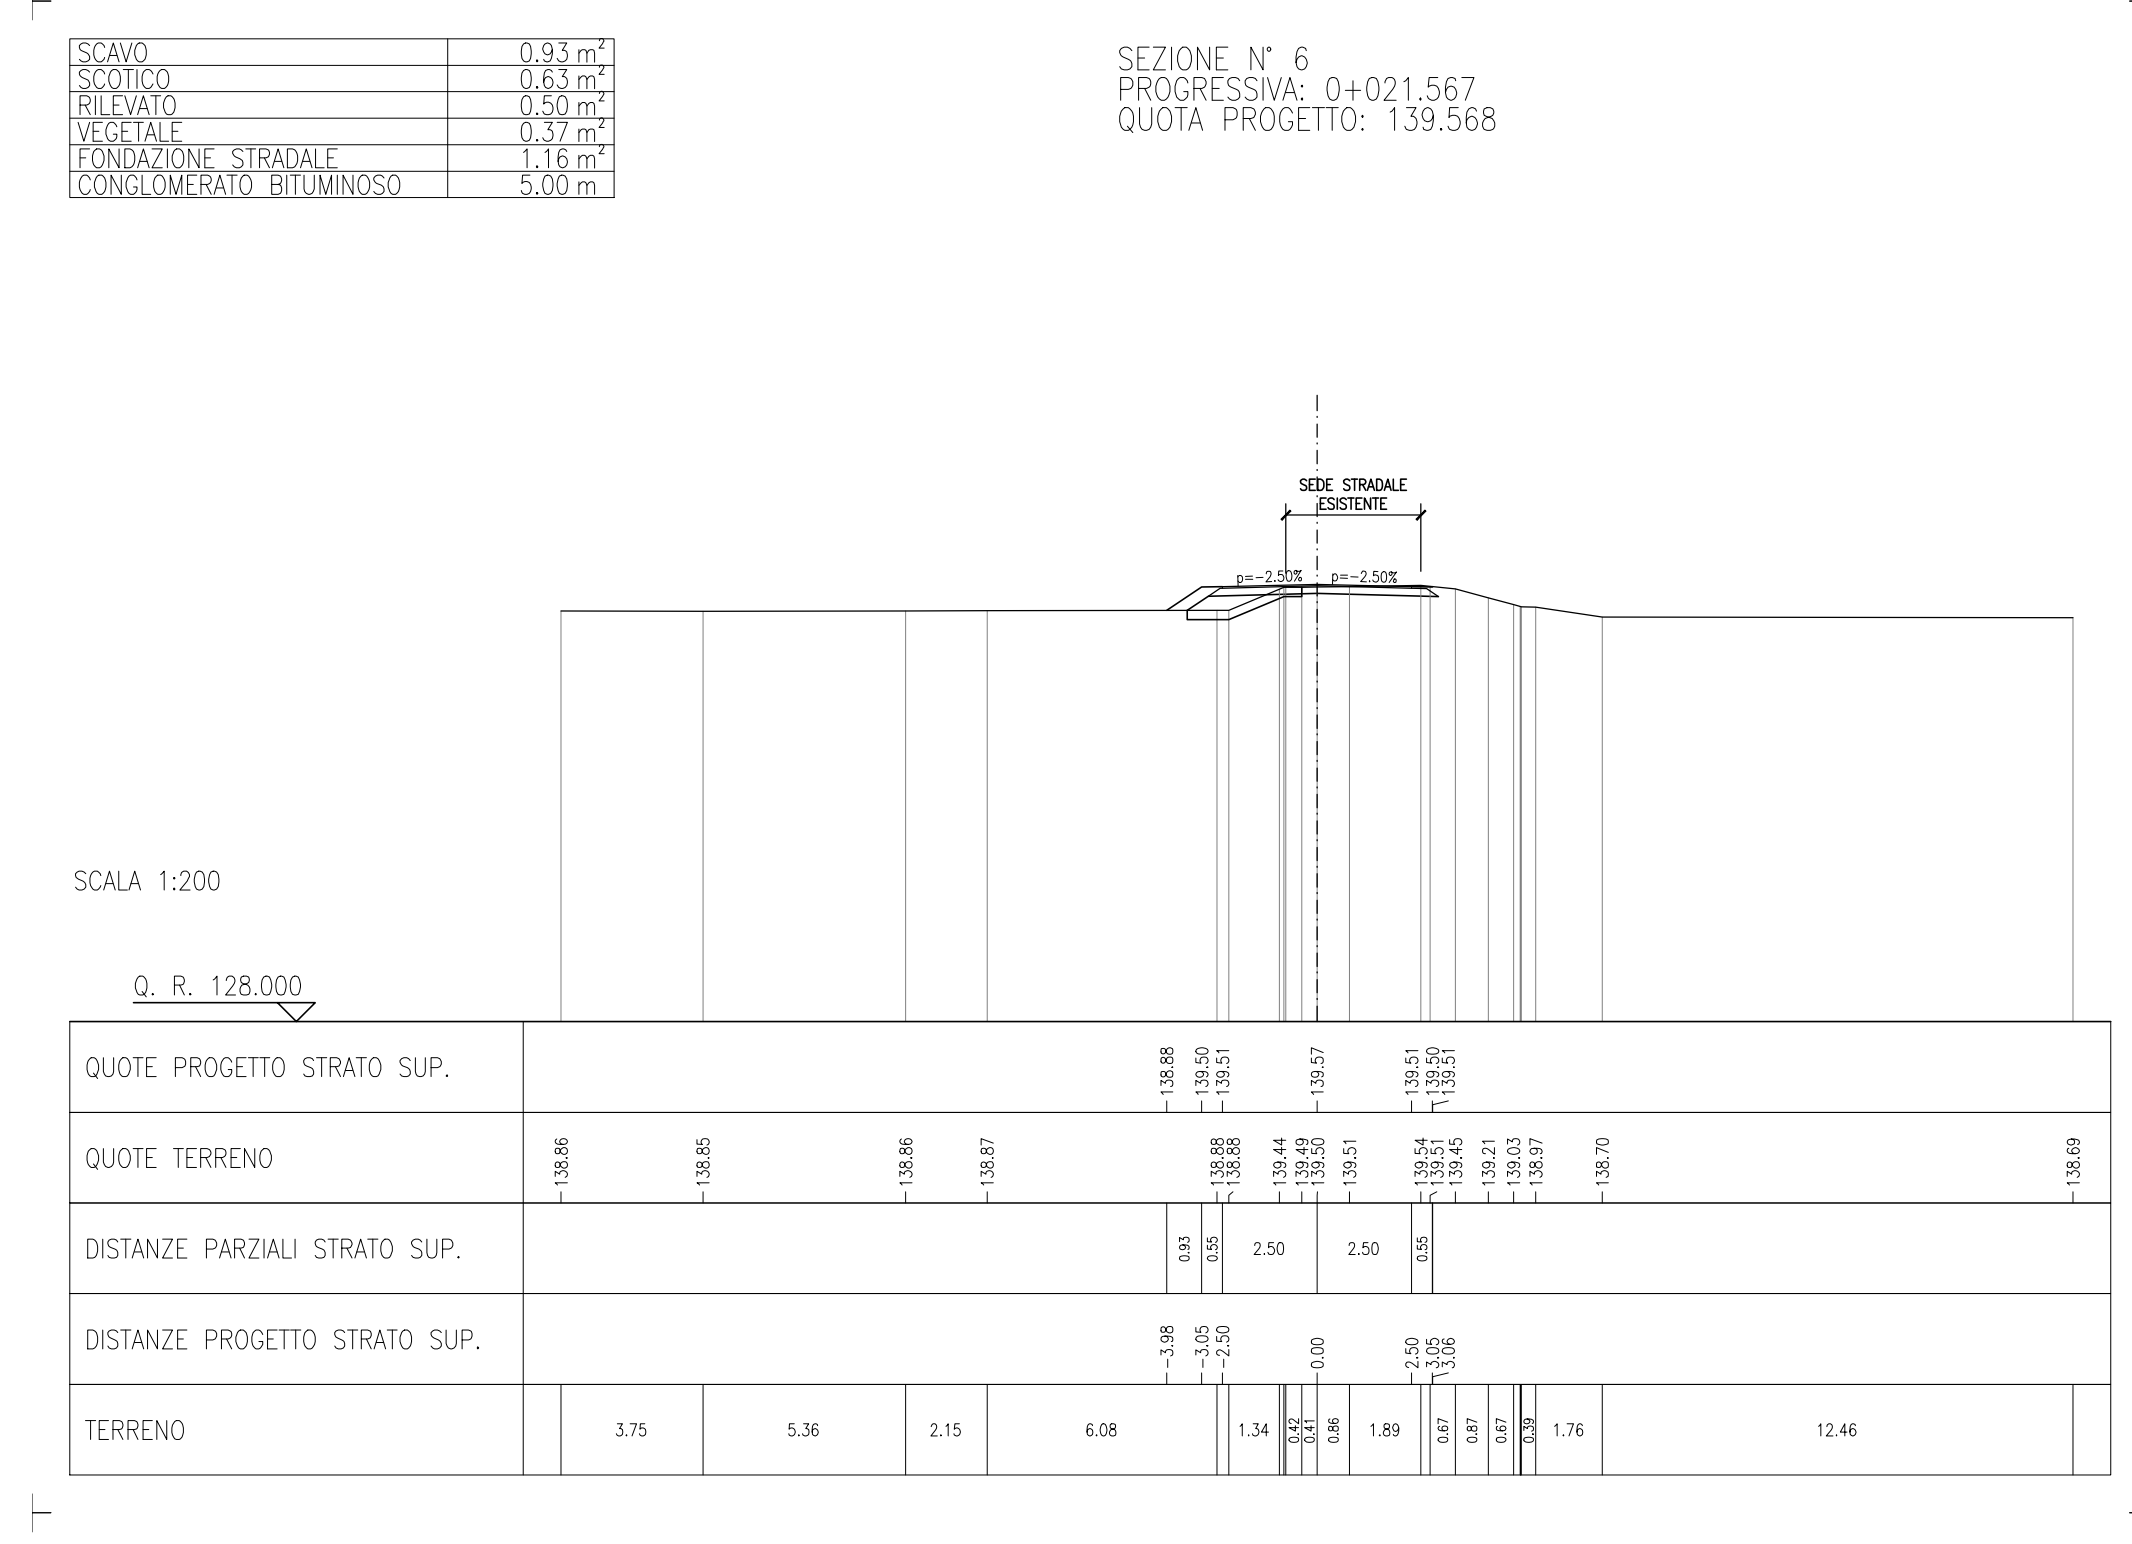 SCAVO 0.93 m²
SCOTICO 0.63 m²
RILEVATO 0.50 m²
VEGETALE 0.37 m²
FONDAZIONE STRADALE 1.16 m²
CONGLOMERATO BITUMINOSO 5.00 m
SEZIONE N° 6
PROGRESSIVA: 0+021.567
QUOTA PROGETTO: 139.568
SEDE STRADALE
ESISTENTE
p=-2.50% p=-2.50%
SCALA 1:200
Q. R. 128.000
QUOTE PROGETTO STRATO SUP. 138.88 139.50 139.51 139.57 139.51 139.50 139.51
QUOTE TERRENO 138.86 138.85 138.86 138.87 138.88 138.88 139.44 139.49 139.50 139.51 139.54 139.51 139.45 139.21 139.03 138.97 138.70 138.69
DISTANZE PARZIALI STRATO SUP. 0.93 0.55 2.50 2.50 0.55
DISTANZE PROGETTO STRATO SUP. -3.98 -3.05 -2.50 0.00 2.50 3.05 3.06
TERRENO 3.75 5.36 2.15 6.08 1.34 0.42 0.41 0.86 1.89 0.67 0.87 0.67 0.39 1.76 12.46